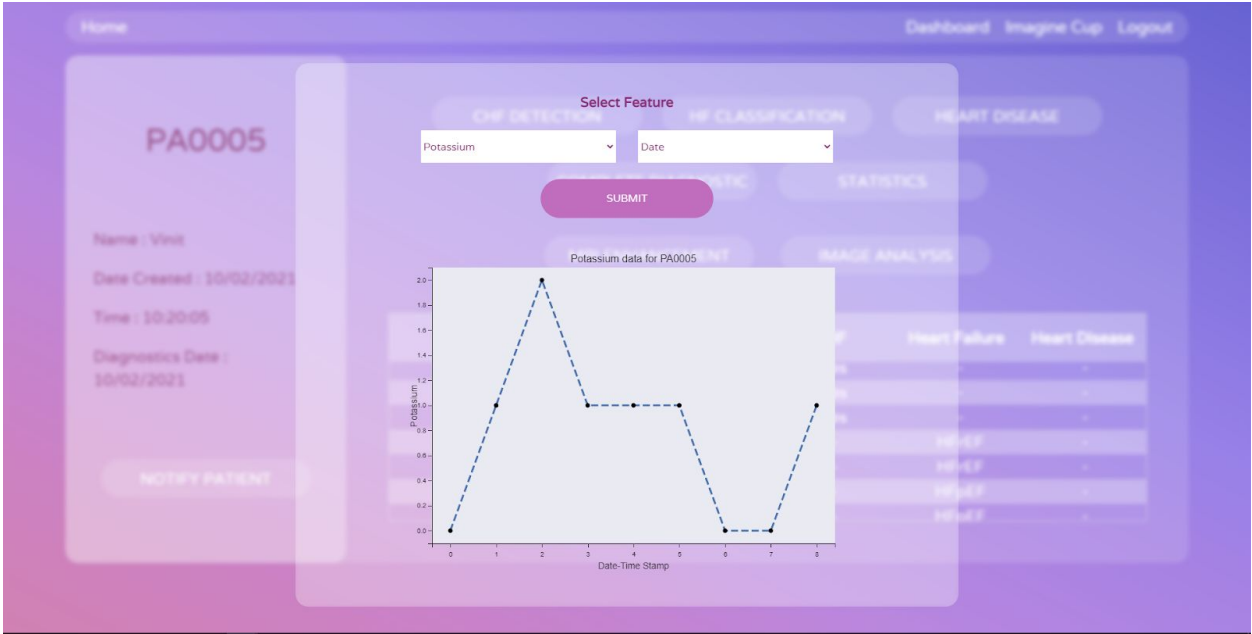 Home
Dashboard Imagine Cup Logout
Select Feature
CHF DETECTION HF CLASSIFICATION HEART DISEASE
PA0005
Potassium Date
STATISTICS
SUBMIT
Name : Vinit
IMAGE ANALYSIS
Potassium data for PA0005
Date Created : 10/02/2021
Time : 10:20:05
Heart Failure Heart Disease
Diagnostics Date :
10/02/2021
2.0
1.8
1.6
1.4
1.2
1.0
0.8
0.6
0.4
0.2
0.0
Potassium
HFrEF
HFrEF
HFpEF
NOTIFY PATIENT
0 1 2 3 4 5 6 7 8
Date-Time Stamp